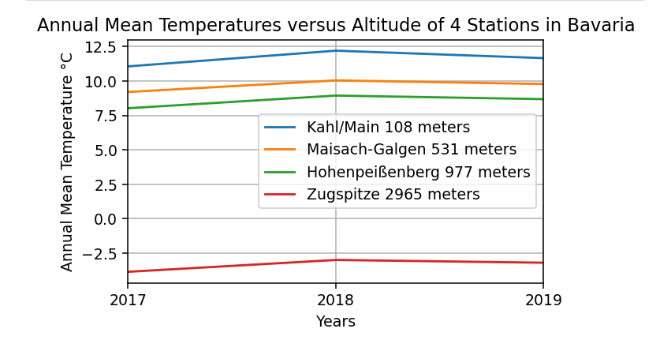 Annual Mean Temperatures versus Altitude of 4 Stations in Bavaria
Annual Mean Temperature °C
12.5
10.0
7.5
5.0
2.5
0.0
−2.5
Kahl/Main 108 meters
Maisach-Galgen 531 meters
Hohenpeißenberg 977 meters
Zugspitze 2965 meters
2017 2018 2019
Years